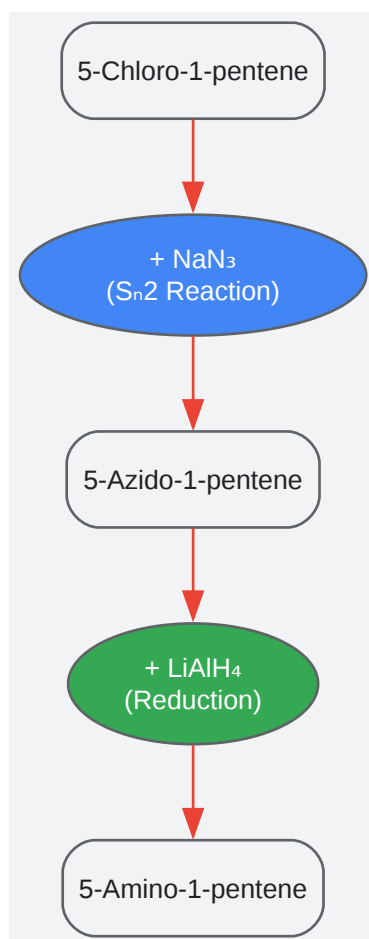 5-Chloro-1-pentene
+ NaN₃
(Sₙ2 Reaction)
5-Azido-1-pentene
+ LiAlH₄
(Reduction)
5-Amino-1-pentene